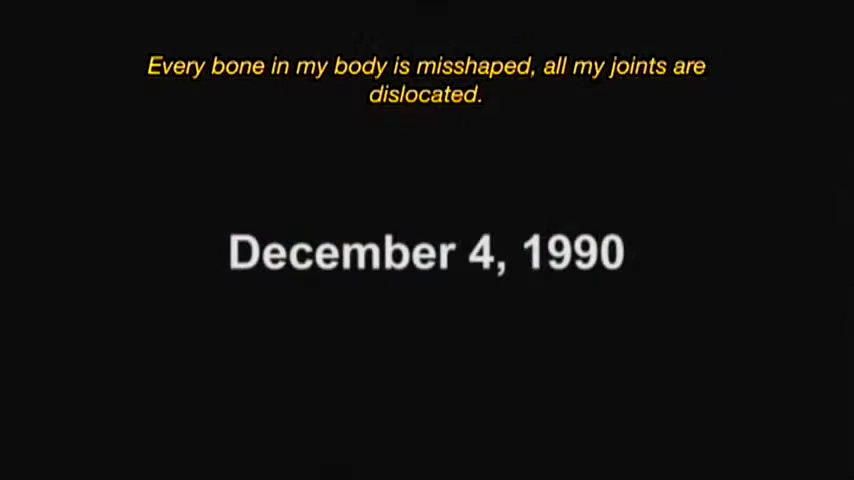 Every bone in my body is misshaped, all my joints are
dislocated.
December 4, 1990